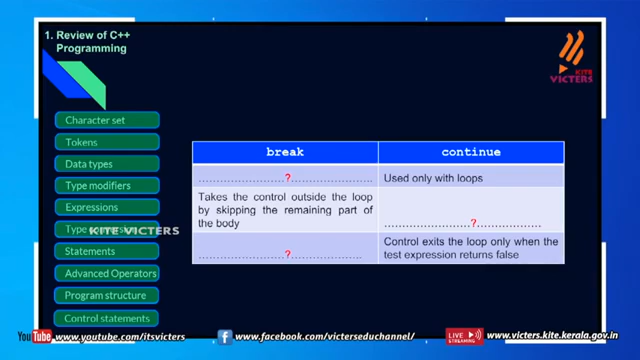 1. Review of C++
Programming
KITE
VICTERS
Character set
Tokens
Data types
Type modifiers
Expressions
KITE VICTERS
Statements
Advanced Operators
Program structure
Control statements
break continue
........................?...................... Used only with loops
Takes the control outside the loop
by skipping the remaining part of
the body
........................?..................
........................?....................
Control exits the loop only when the
test expression returns false
YouTube www.youtube.com/itsvicters
f www.facebook.com/victerseduchannel/
LIVE
STREAMING
www.victers.kite.kerala.gov.in